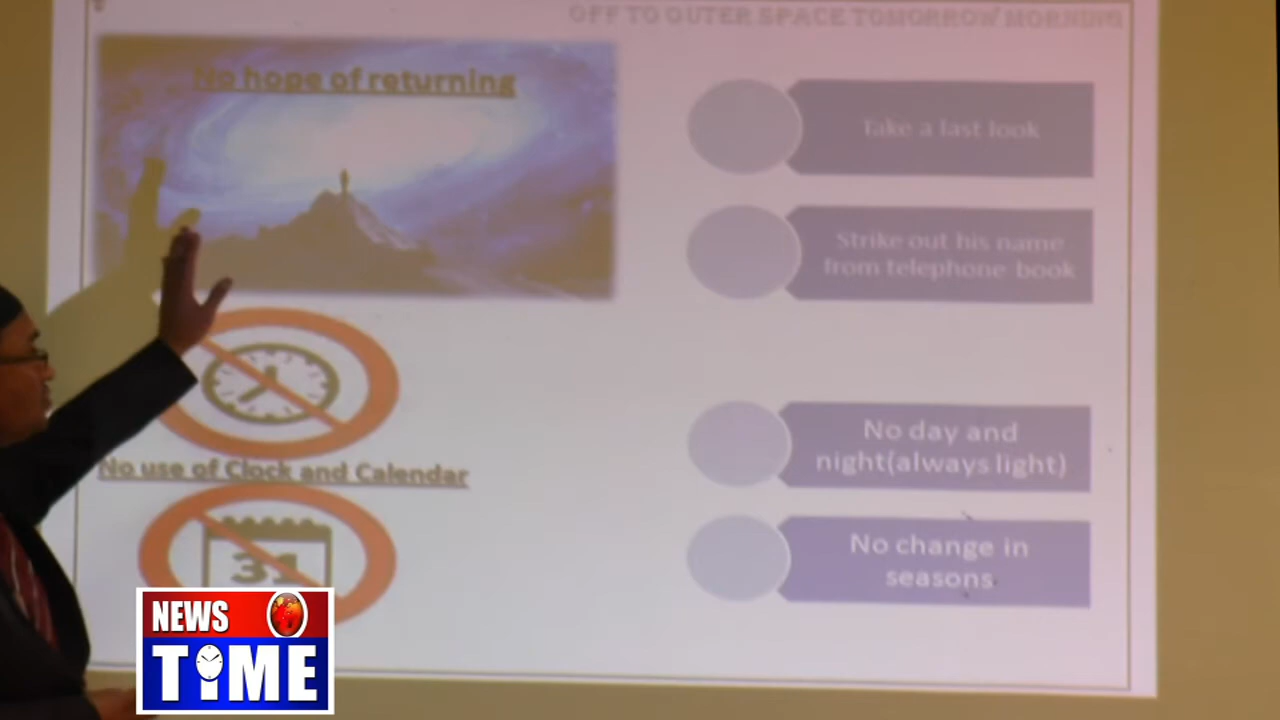 OFF TO OUTER SPACE TOMORROW MORNING
No hope of returning
Take a last look
Strike out his name
from telephone book
No use of Clock and Calendar
31
No day and
night(always light)
No change in
seasons
NEWS
TIME